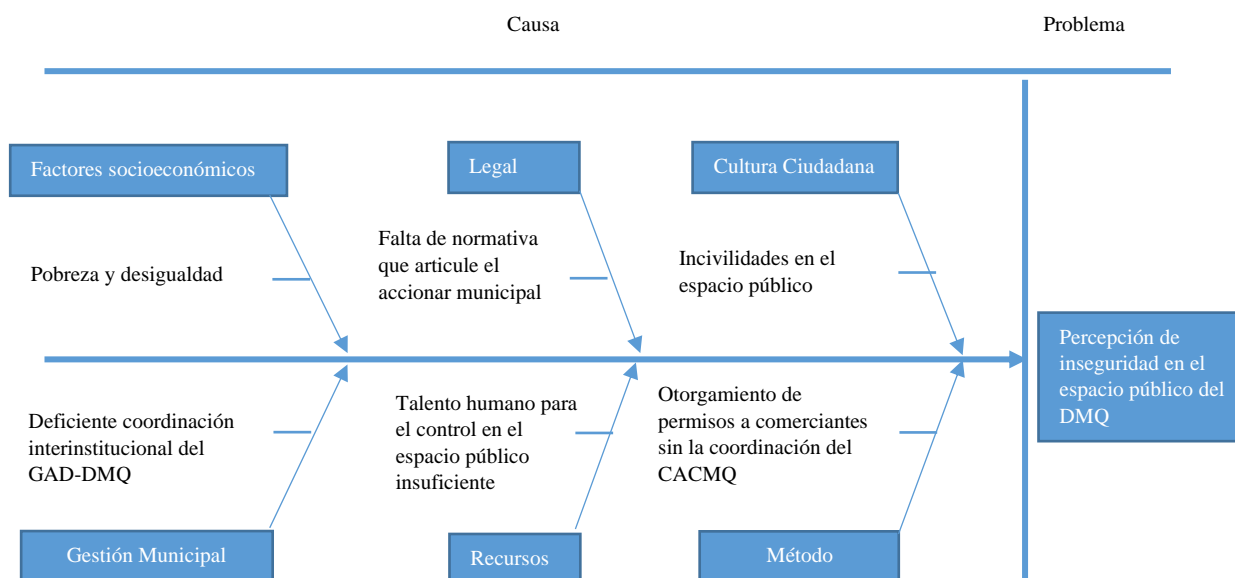 Causa
Problema
Factores socioeconómicos
Legal
Cultura Ciudadana
Pobreza y desigualdad
Falta de normativa
que articule el
accionar municipal
Incivilidades en el
espacio público
Percepción de
inseguridad en el
espacio público del
DMQ
Deficiente coordinación
interinstitucional del
GAD-DMQ
Talento humano para
el control en el
espacio público
insuficiente
Otorgamiento de
permisos a comerciantes
sin la coordinación del
CACMQ
Gestión Municipal
Recursos
Método